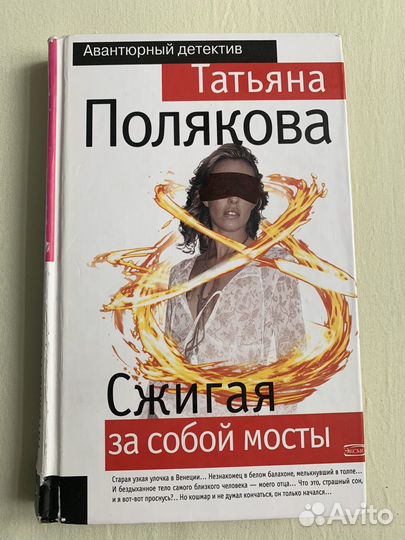 Авантюрный детектив
Татьяна
Полякова
Сжигая
за собой мосты
ЭКСМО
Старая узкая улочка в Венеции... Незнакомец в белом балахоне, мелькнувший в толпе...
И бездыханное тело самого близкого человека — моего отца... Что это, страшный сон,
и я вот-вот проснусь?.. Но кошмар и не думал кончаться, он только начался...
Avito